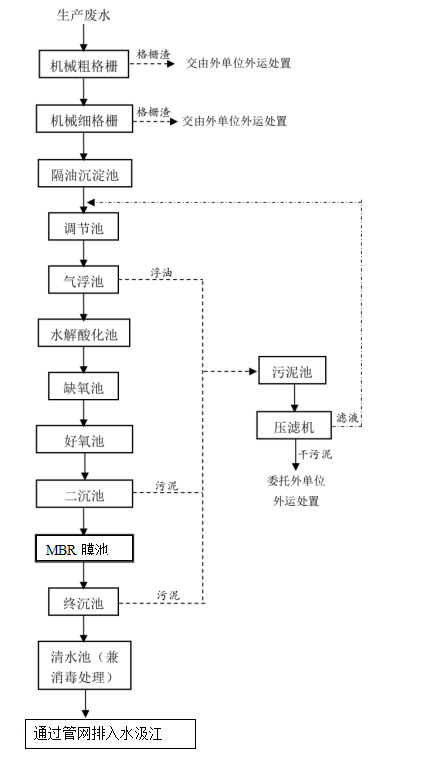 生产废水
机械粗格栅
格栅渣
交由外单位外运处置
机械细格栅
格栅渣
交由外单位外运处置
隔油沉淀池
调节池
气浮池
浮油
水解酸化池
污泥池
缺氧池
压滤机
滤液
好氧池
干污泥
委托外单位
外运处置
二沉池
污泥
MBR 膜池
终沉池
污泥
清水池（兼
消毒处理）
通过管网排入水汲江